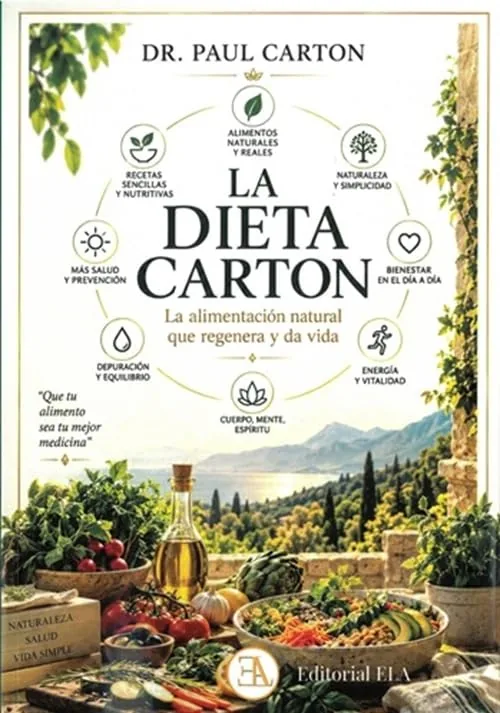 DR. PAUL CARTON
ALIMENTOS
NATURALES
Y REALES
RECETAS
SENCILLAS
Y NUTRITIVAS
NATURALEZA
Y SIMPLICIDAD
LA
DIETA
CARTON
MÁS SALUD
Y PREVENCIÓN
BIENESTAR
EN EL DÍA A DÍA
La alimentación natural
que regenera y da vida
DEPURACIÓN
Y EQUILIBRIO
ENERGÍA
Y VITALIDAD
CUERPO, MENTE,
ESPÍRITU
"Que tu
alimento
sea tu mejor
medicina"
NATURALEZA
SALUD
VIDA SIMPLE
EA
Editorial ELA